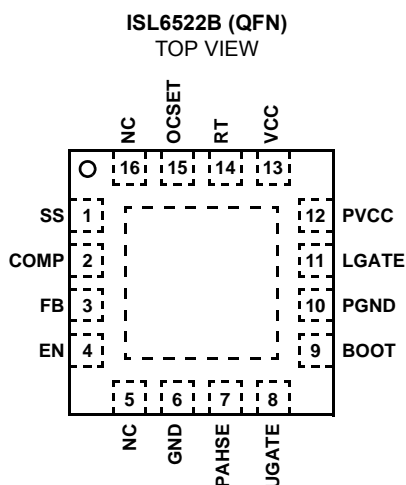 ISL6522B (QFN)
TOP VIEW
NC
OCSET
RT
VCC
16
15
14
13
SS 1
12 PVCC
COMP 2
11 LGATE
FB 3
10 PGND
EN 4
9 BOOT
5
6
7
8
NC
GND
PAHSE
UGATE